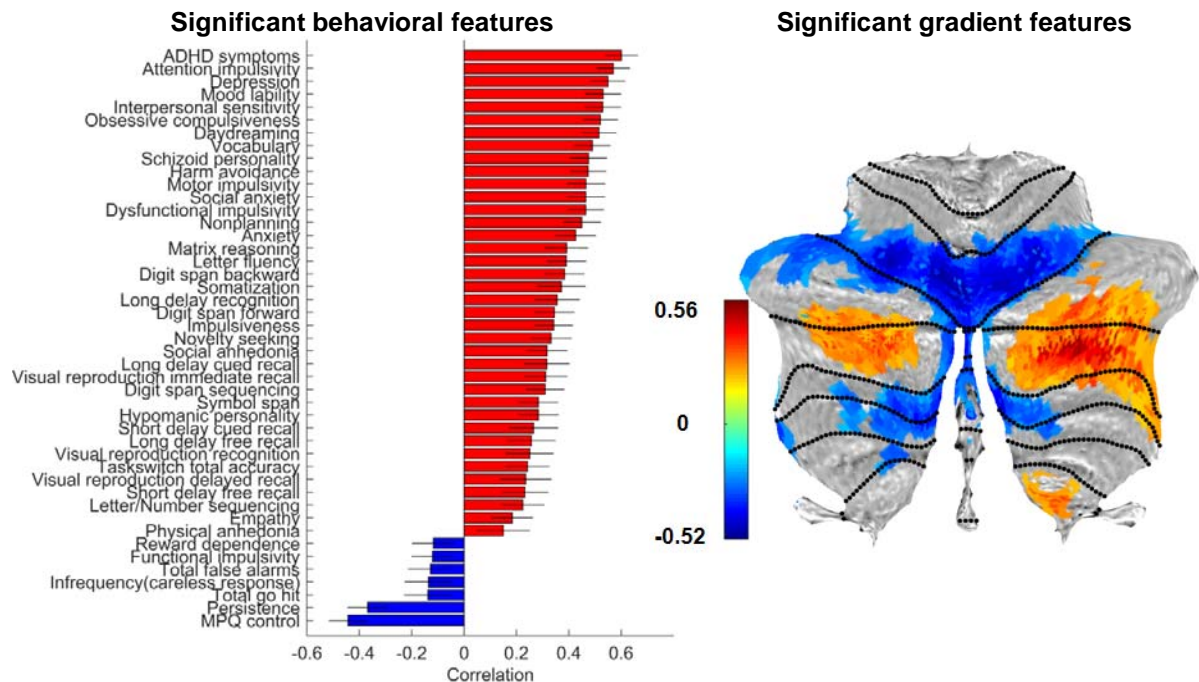 Significant behavioral features
Significant gradient features
ADHD symptoms
Attention impulsivity
Depression
Mood lability
Interpersonal sensitivity
Obsessive compulsiveness
Daydreaming
Vocabulary
Schizoid personality
Harm avoidance
Motor impulsivity
Social anxiety
Dysfunctional impulsivity
Nonplanning
Anxiety
Matrix reasoning
Letter fluency
Digit span backward
Somatization
Long delay recognition
Digit span forward
Impulsiveness
Novelty seeking
Social anhedonia
Long delay cued recall
Visual reproduction immediate recall
Digit span sequencing
Symbol span
Hypomanic personality
Short delay cued recall
Long delay free recall
Visual reproduction recognition
Taskswitch total accuracy
Visual reproduction delayed recall
Short delay free recall
Letter/Number sequencing
Empathy
Physical anhedonia
Reward dependence
Functional impulsivity
Total false alarms
Infrequency(careless response)
Total go hit
Persistence
MPQ control
-0.6 -0.4 -0.2 0 0.2 0.4 0.6
Correlation
0.56
0
-0.52